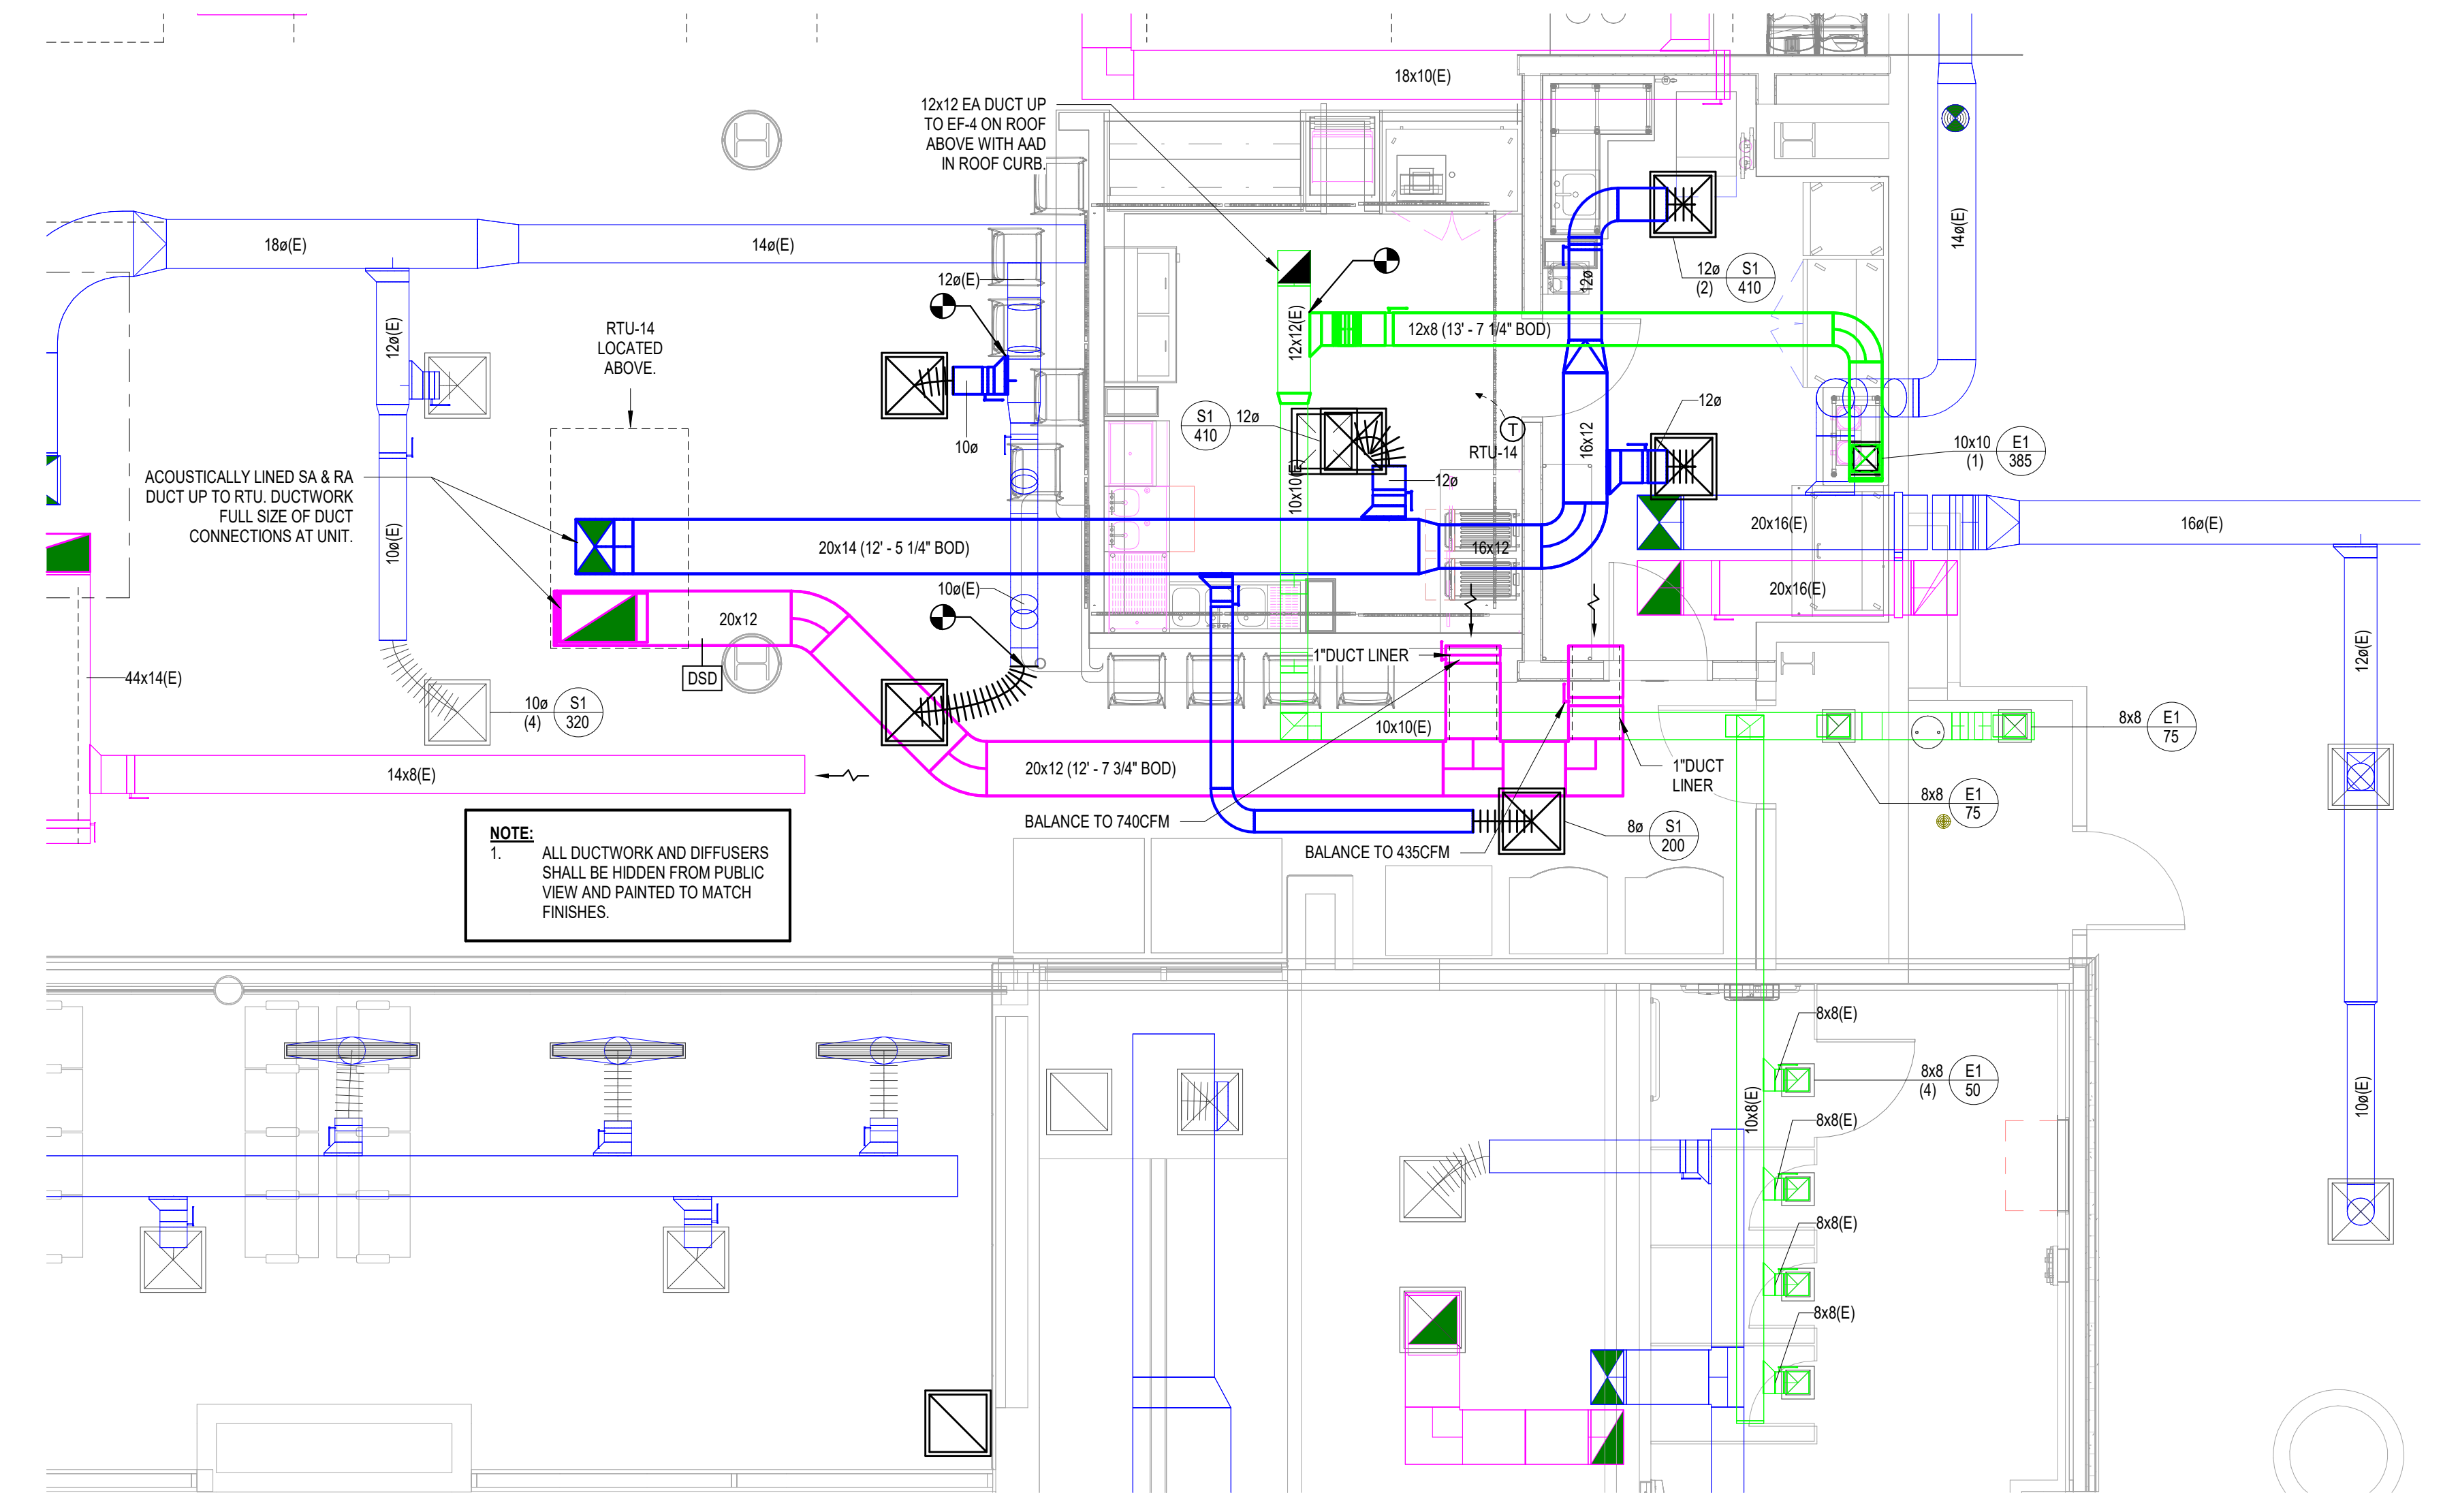 18x10(E)
12x12 EA DUCT UP
TO EF-4 ON ROOF
ABOVE WITH AAD
IN ROOF CURB.
18ø(E)
14ø(E)
14ø(E)
12ø(E)
12ø
12ø
(2)
S1
410
12ø(E)
RTU-14
LOCATED
ABOVE.
12x12(E)
12x8 (13' - 7 1/4" BOD)
S1
410
12ø
12ø
10ø
T
RTU-14
16x12
10x10
(1)
E1
385
ACOUSTICALLY LINED SA & RA
DUCT UP TO RTU. DUCTWORK
FULL SIZE OF DUCT
CONNECTIONS AT UNIT.
10x10(E)
12ø
10ø(E)
20x14 (12' - 5 1/4" BOD)
16x12
20x16(E)
16ø(E)
10ø(E)
20x16(E)
20x12
12ø(E)
1"DUCT LINER
DSD
44x14(E)
10ø
(4)
S1
320
10x10(E)
8x8
E1
75
14x8(E)
20x12 (12' - 7 3/4" BOD)
1"DUCT
LINER
8x8
E1
75
BALANCE TO 740CFM
8ø
S1
200
BALANCE TO 435CFM
NOTE:
1. ALL DUCTWORK AND DIFFUSERS
SHALL BE HIDDEN FROM PUBLIC
VIEW AND PAINTED TO MATCH
FINISHES.
8x8(E)
8x8
(4)
E1
50
10x8(E)
10ø(E)
8x8(E)
8x8(E)
8x8(E)